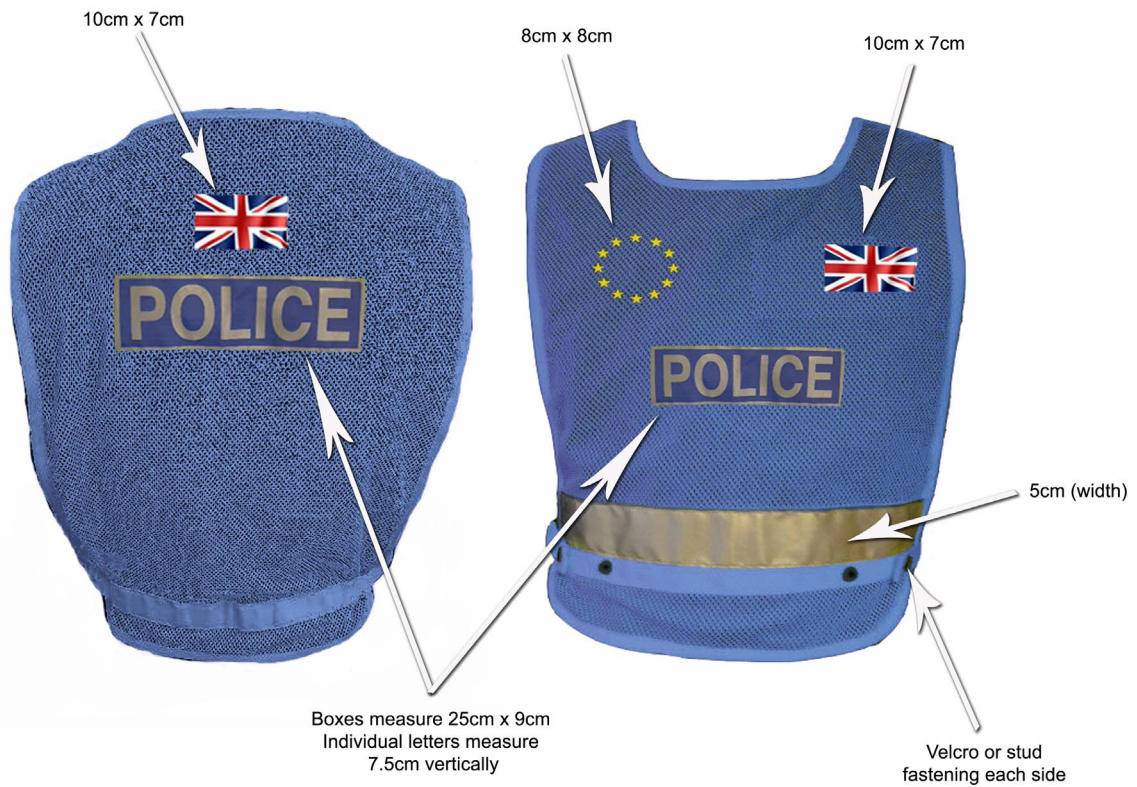 10cm x 7cm
8cm x 8cm
10cm x 7cm
POLICE
POLICE
5cm (width)
Boxes measure 25cm x 9cm
Individual letters measure
7.5cm vertically
Velcro or stud
fastening each side